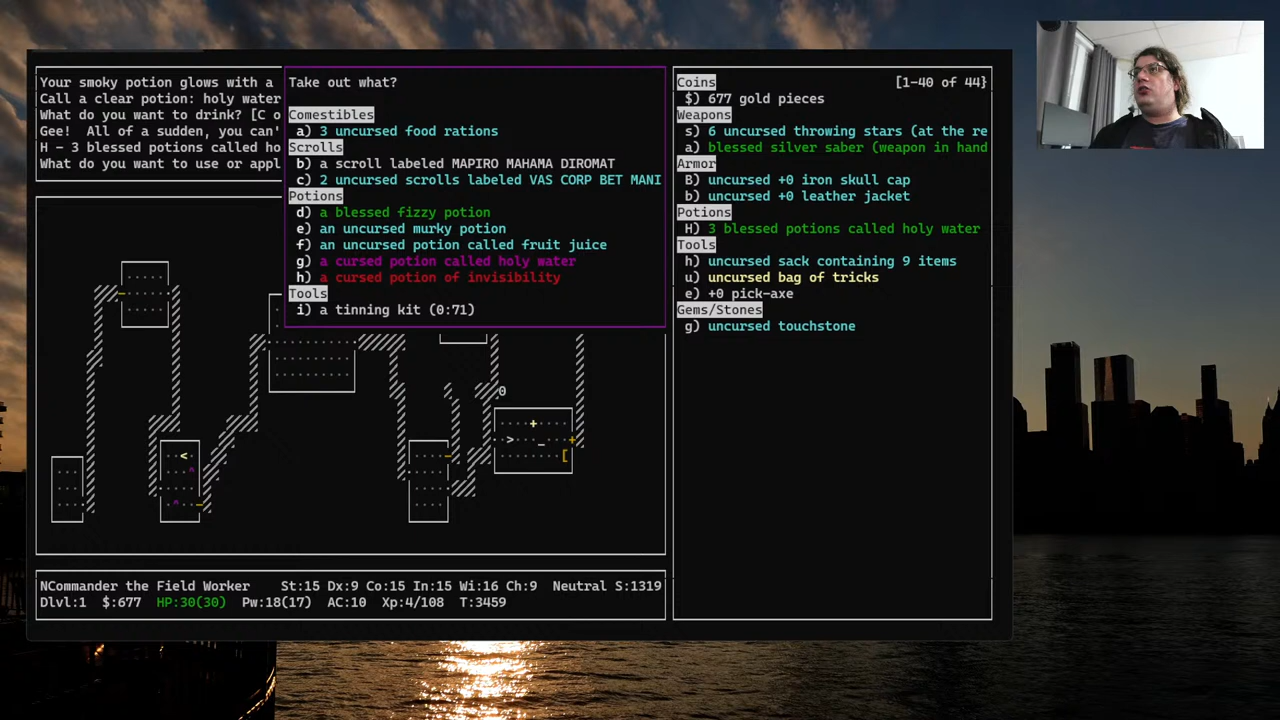 Your smoky potion glows with a
Call a clear potion: holy water
What do you want to drink? [C o
Gee!  All of a sudden, you can'
H - 3 blessed potions called ho
What do you want to use or appl
Take out what?
Comestibles
a) 3 uncursed food rations
Scrolls
b) a scroll labeled MAPIRO MAHAMA DIROMAT
c) 2 uncursed scrolls labeled VAS CORP BET MANI
Potions
d) a blessed fizzy potion
e) an uncursed murky potion
f) an uncursed potion called fruit juice
g) a cursed potion called holy water
h) a cursed potion of invisibility
Tools
i) a tinning kit (0:71)
Coins [1-40 of 44}
$) 677 gold pieces
Weapons
s) 6 uncursed throwing stars (at the re
a) blessed silver saber (weapon in hand
Armor
B) uncursed +0 iron skull cap
b) uncursed +0 leather jacket
Potions
H) 3 blessed potions called holy water
Tools
h) uncursed sack containing 9 items
u) uncursed bag of tricks
e) +0 pick-axe
Gems/Stones
g) uncursed touchstone
NCommander the Field Worker St:15 Dx:9 Co:15 In:15 Wi:16 Ch:9 Neutral S:1319
Dlvl:1 $:677 HP:30(30) Pw:18(17) AC:10 Xp:4/108 T:3459